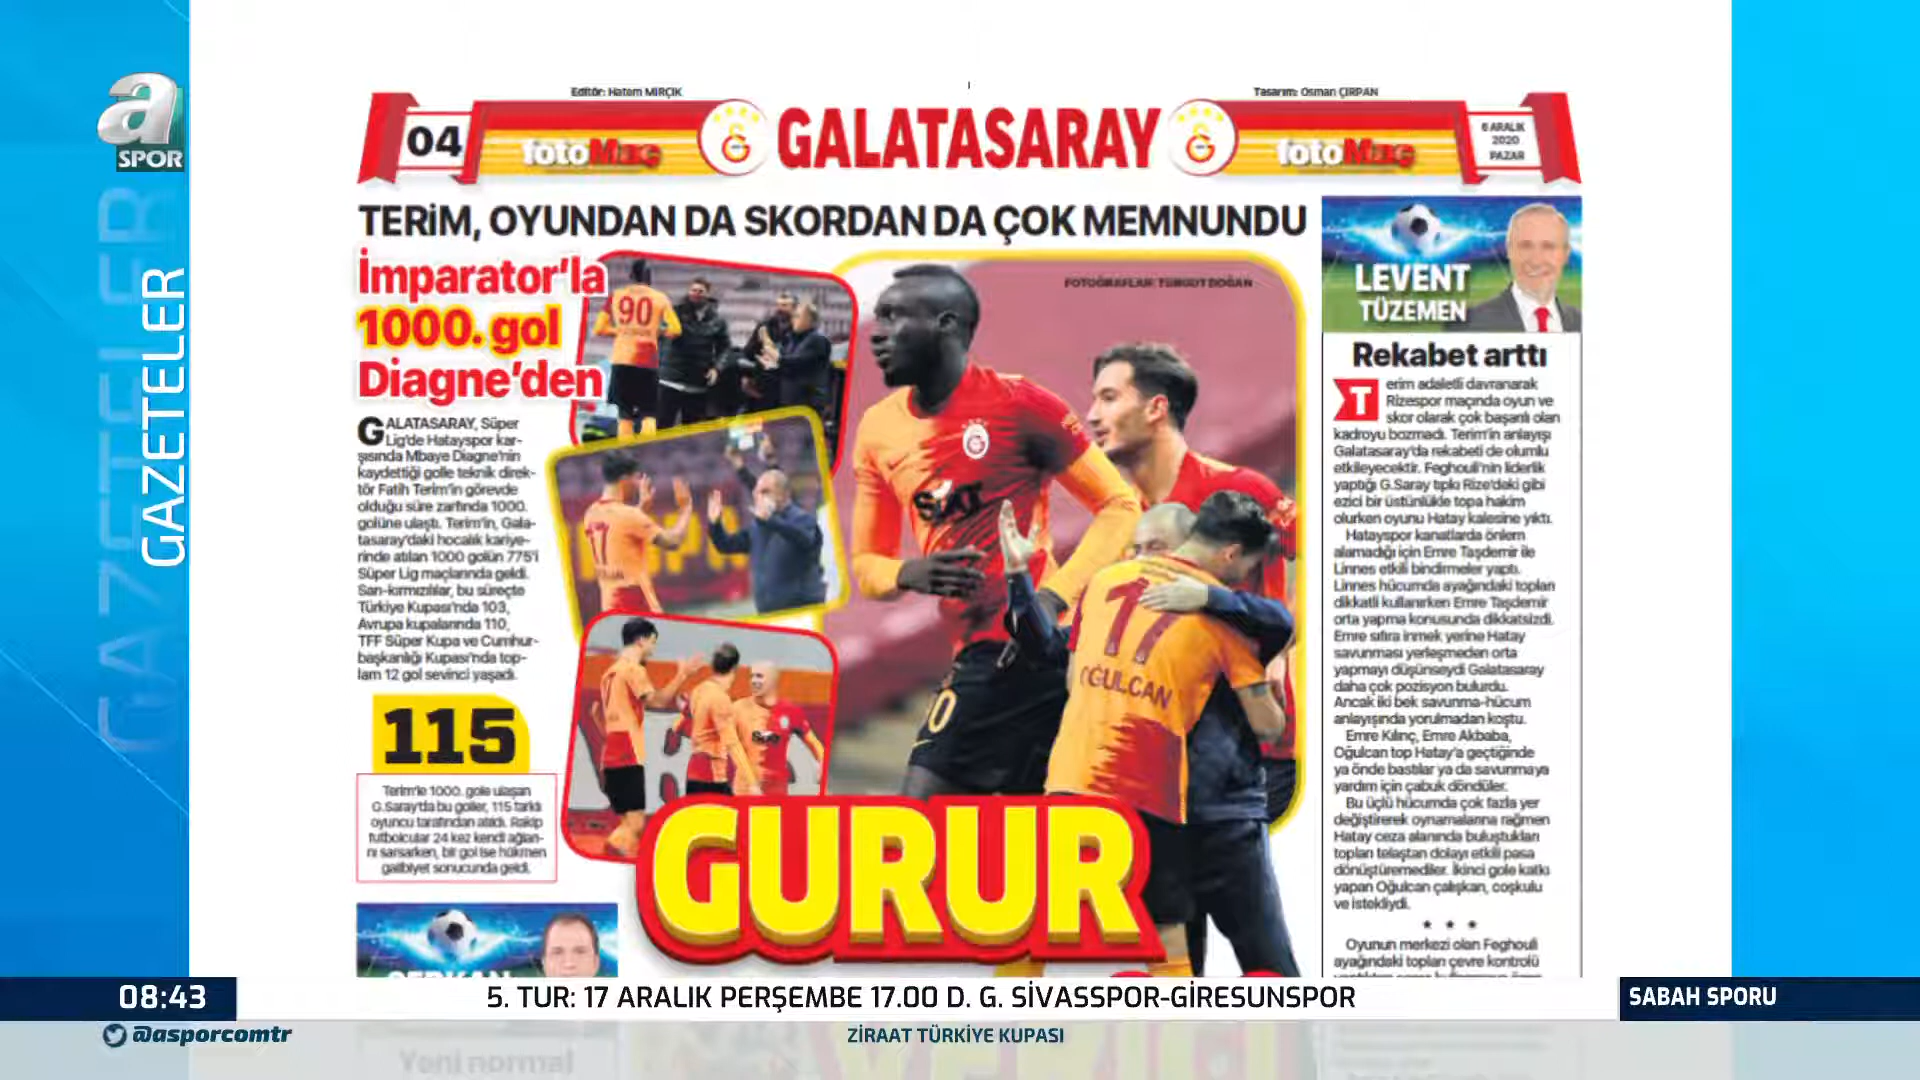 a
SPOR
GAZETELER
GAZETELER
Editör: Hatem MIRÇIK
Tasarım: Osman ÇIRPAN
04
fotoMaç
GALATASARAY
fotoMaç
6 ARALIK
2020
PAZAR
TERİM, OYUNDAN DA SKORDAN DA ÇOK MEMNUNDU
İmparator'la
1000. gol
Diagne'den
FOTOĞRAFLAR: TURGUT DOĞAN
90
17
17
OĞULCAN
GALATASARAY, Süper
Lig'de Hatayspor kar-
şısında Mbaye Diagne'nin
kaydettiği golle teknik direk-
tör Fatih Terim'in görevde
olduğu süre zarfında 1000.
golüne ulaştı. Terim'in, Gala-
tasaray'daki hocalık kariye-
rinde atılan 1000 golün 775'i
Süper Lig maçlarında geldi.
Sarı-kırmızılılar, bu süreçte
Türkiye Kupası'nda 103,
Avrupa kupalarında 110,
TFF Süper Kupa ve Cumhur-
başkanlığı Kupası'nda top-
lam 12 gol sevinci yaşadı.
115
Terim'le 1000. gole ulaşan
G.Saray'da bu goller, 115 farklı
oyuncu tarafından atıldı. Rakip
futbolcular 24 kez kendi ağları-
nı sarsarken, bir gol ise hükmen
galibiyet sonucunda geldi.
GURUR
LEVENT
TÜZEMEN
Rekabet arttı
Terim adaletli davranarak
Rizespor maçında oyun ve
skor olarak çok başarılı olan
kadroyu bozmadı. Terim'in anlayışı
Galatasaray'da rekabeti de olumlu
etkileyecektir. Feghouli'nin liderlik
yaptığı G.Saray tıpkı Rize'deki gibi
ezici bir üstünlükle topa hakim
olurken oyunu Hatay kalesine yıktı.
Hatayspor kanatlarda önlem
alamadığı için Emre Taşdemir ile
Linnes etkili bindirmeler yaptı.
Linnes hücumda ayağındaki topları
dikkatli kullanırken Emre Taşdemir
orta yapma konusunda dikkatsizdi.
Emre sıfıra inmek yerine Hatay
savunması yerleşmeden orta
yapmayı düşünseydi Galatasaray
daha çok pozisyon bulurdu.
Ancak iki bek savunma-hücum
anlayışında yorulmadan koştu.
Emre Kılınç, Emre Akbaba,
Oğulcan top Hatay'a geçtiğinde
ya önde bastılar ya da savunmaya
yardım için çabuk döndüler.
Bu üçlü hücumda çok fazla yer
değiştirerek oynamalarına rağmen
Hatay ceza alanında buluştukları
topları telaştan dolayı etkili pasa
dönüştüremediler. İkinci gole katkı
yapan Oğulcan çalışkan, coşkulu
ve istekliydi.
* * *
Oyunun merkezi olan Feghouli
ayağındaki topları çevre kontrolü
08:43
5. TUR: 17 ARALIK PERŞEMBE 17.00 D. G. SİVASSPOR-GİRESUNSPOR
SABAH SPORU
@asporcomtr
ZİRAAT TÜRKİYE KUPASI
Yeni normal